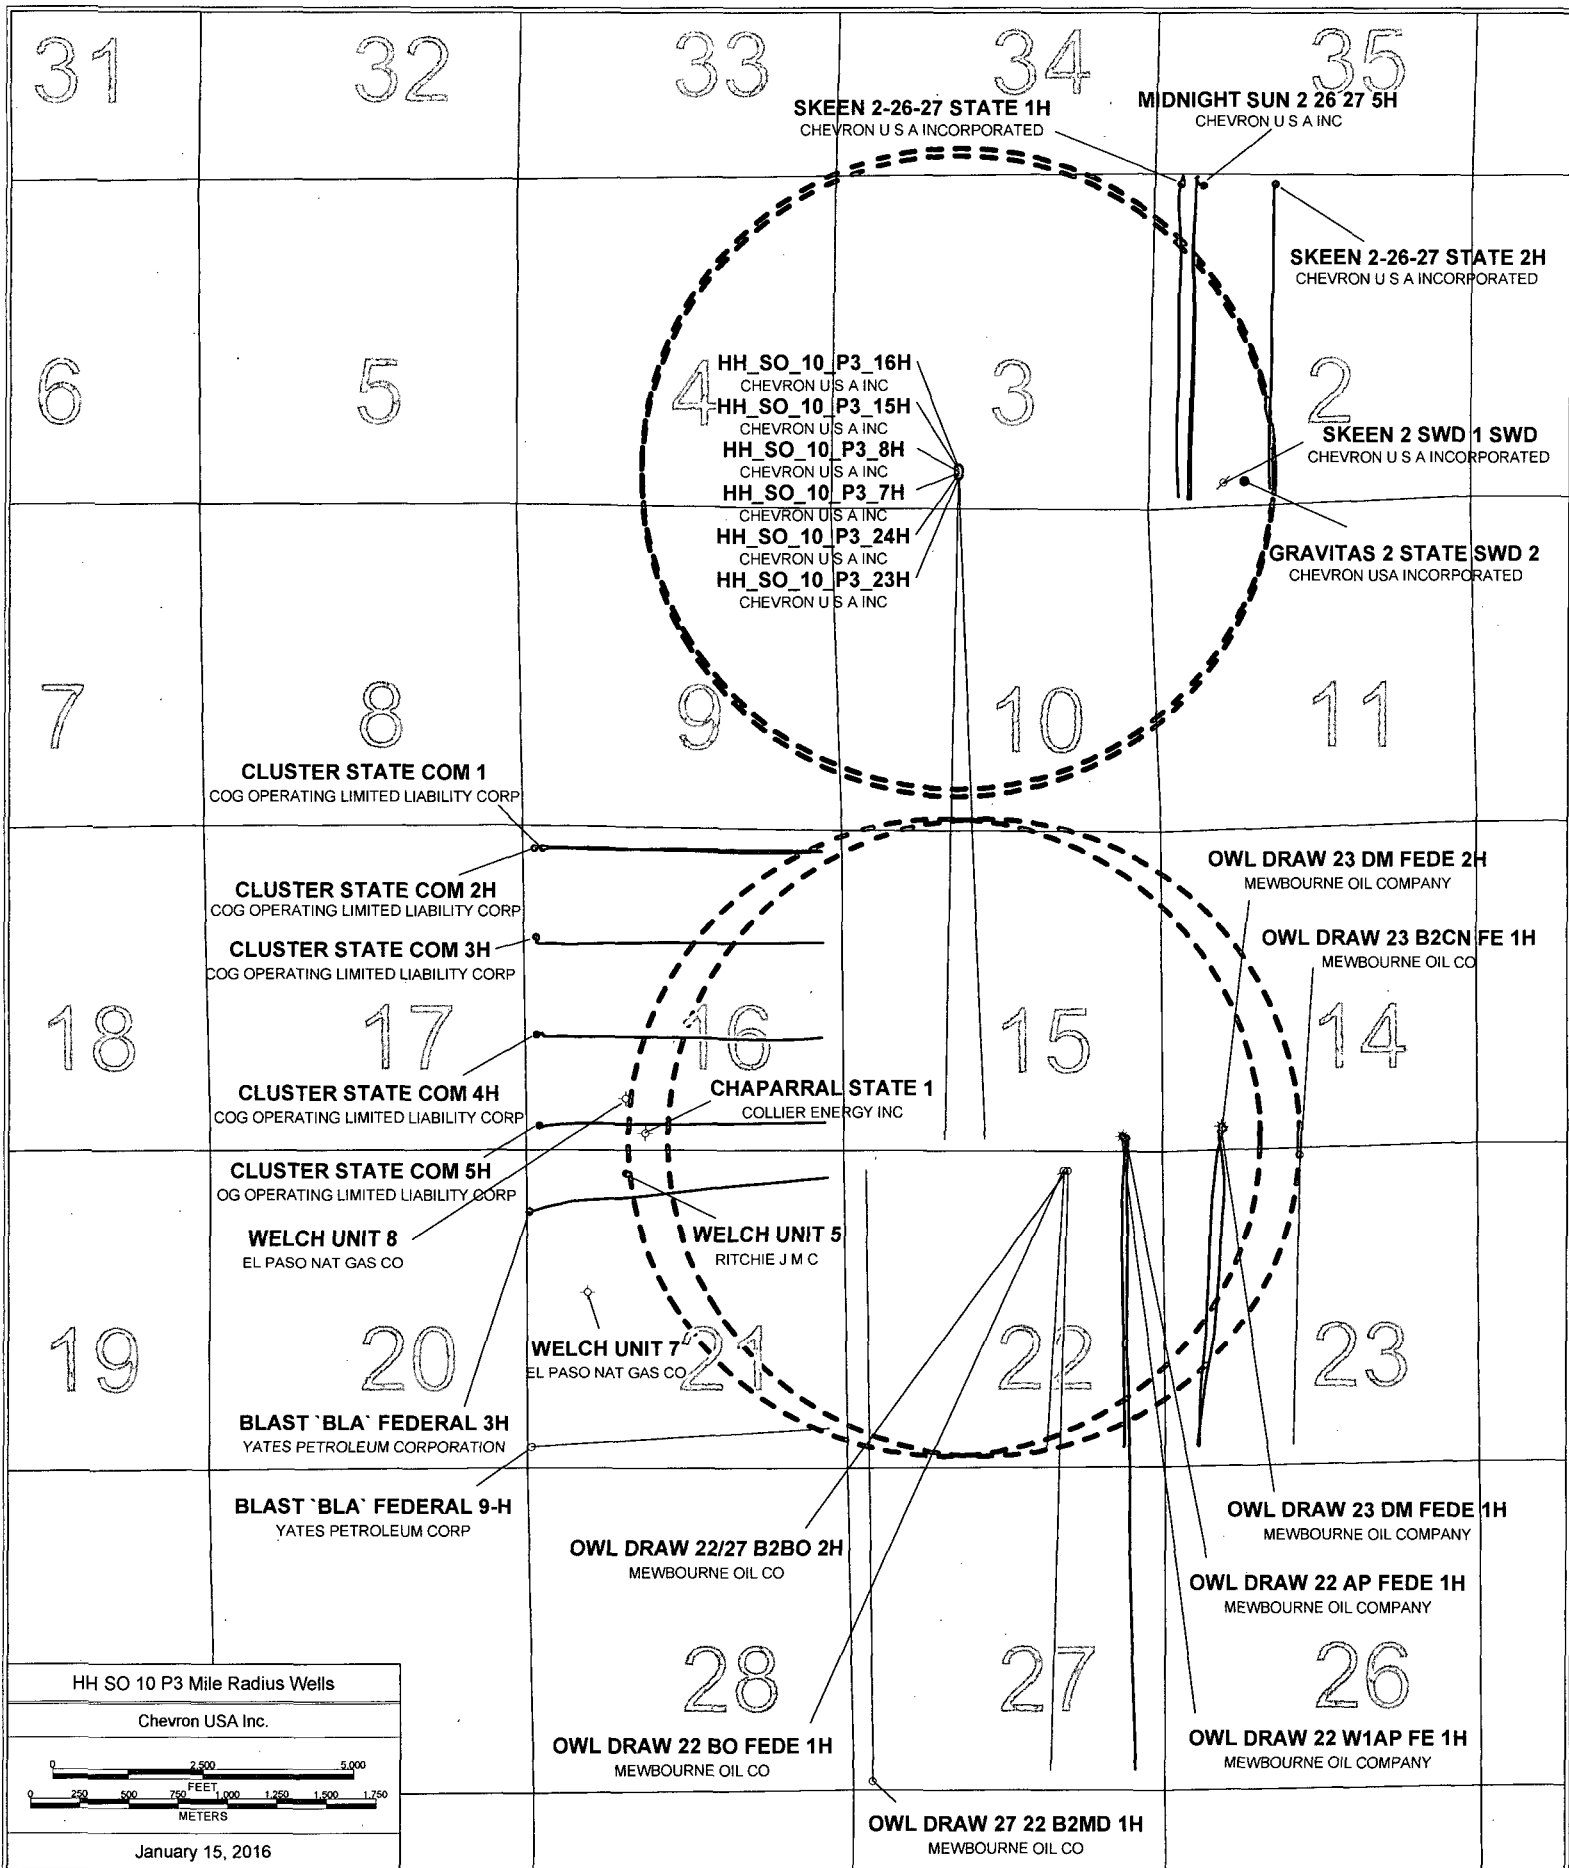 31
32
33
34
35
SKEEN 2-26-27 STATE 1H
CHEVRON U S A INCORPORATED
MIDNIGHT SUN 2 26 27 5H
CHEVRON U S A INC
SKEEN 2-26-27 STATE 2H
CHEVRON U S A INCORPORATED
6
5
4
3
2
HH_SO_10_P3_16H
CHEVRON U S A INC
HH_SO_10_P3_15H
CHEVRON U S A INC
HH_SO_10_P3_8H
CHEVRON U S A INC
HH_SO_10_P3_7H
CHEVRON U S A INC
HH_SO_10_P3_24H
CHEVRON U S A INC
HH_SO_10_P3_23H
CHEVRON U S A INC
SKEEN 2 SWD 1 SWD
CHEVRON U S A INCORPORATED
GRAVITAS 2 STATE SWD 2
CHEVRON USA INCORPORATED
7
8
9
10
11
CLUSTER STATE COM 1
COG OPERATING LIMITED LIABILITY CORP
CLUSTER STATE COM 2H
COG OPERATING LIMITED LIABILITY CORP
CLUSTER STATE COM 3H
COG OPERATING LIMITED LIABILITY CORP
OWL DRAW 23 DM FEDE 2H
MEWBOURNE OIL COMPANY
OWL DRAW 23 B2CN FE 1H
MEWBOURNE OIL CO
18
17
16
15
14
CLUSTER STATE COM 4H
COG OPERATING LIMITED LIABILITY CORP
CHAPARRAL STATE 1
COLLIER ENERGY INC
CLUSTER STATE COM 5H
OG OPERATING LIMITED LIABILITY CORP
WELCH UNIT 8
EL PASO NAT GAS CO
WELCH UNIT 5
RITCHIE J M C
19
20
21
22
23
WELCH UNIT 7
EL PASO NAT GAS CO
BLAST `BLA` FEDERAL 3H
YATES PETROLEUM CORPORATION
BLAST `BLA` FEDERAL 9-H
YATES PETROLEUM CORP
OWL DRAW 22/27 B2BO 2H
MEWBOURNE OIL CO
OWL DRAW 23 DM FEDE 1H
MEWBOURNE OIL COMPANY
OWL DRAW 22 AP FEDE 1H
MEWBOURNE OIL COMPANY
28
27
26
OWL DRAW 22 BO FEDE 1H
MEWBOURNE OIL CO
OWL DRAW 22 W1AP FE 1H
MEWBOURNE OIL COMPANY
OWL DRAW 27 22 B2MD 1H
MEWBOURNE OIL CO
HH SO 10 P3 Mile Radius Wells
Chevron USA Inc.
0 2,500 5,000
FEET
0 250 500 750 1,000 1,250 1,500 1,750
METERS
January 15, 2016